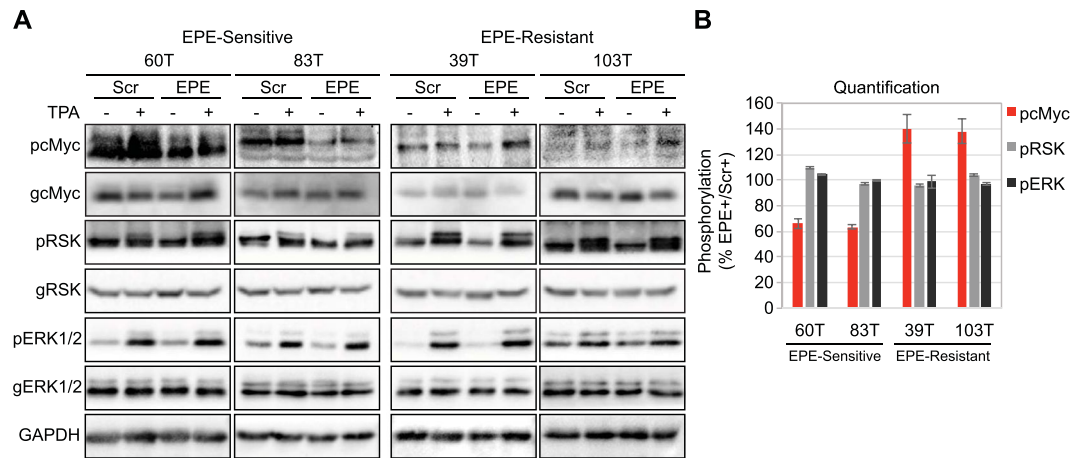 A
EPE-Sensitive
EPE-Resistant
60T
83T
39T
103T
Scr
EPE
Scr
EPE
Scr
EPE
Scr
EPE
TPA
-
+
-
+
-
+
-
+
-
+
-
+
-
+
-
+
pcMyc
gcMyc
pRSK
gRSK
pERK1/2
gERK1/2
GAPDH
B
Quantification
Phosphorylation
(% EPE+/Scr+)
160
140
120
100
80
60
40
20
0
60T
83T
39T
103T
EPE-Sensitive
EPE-Resistant
pcMyc
pRSK
pERK